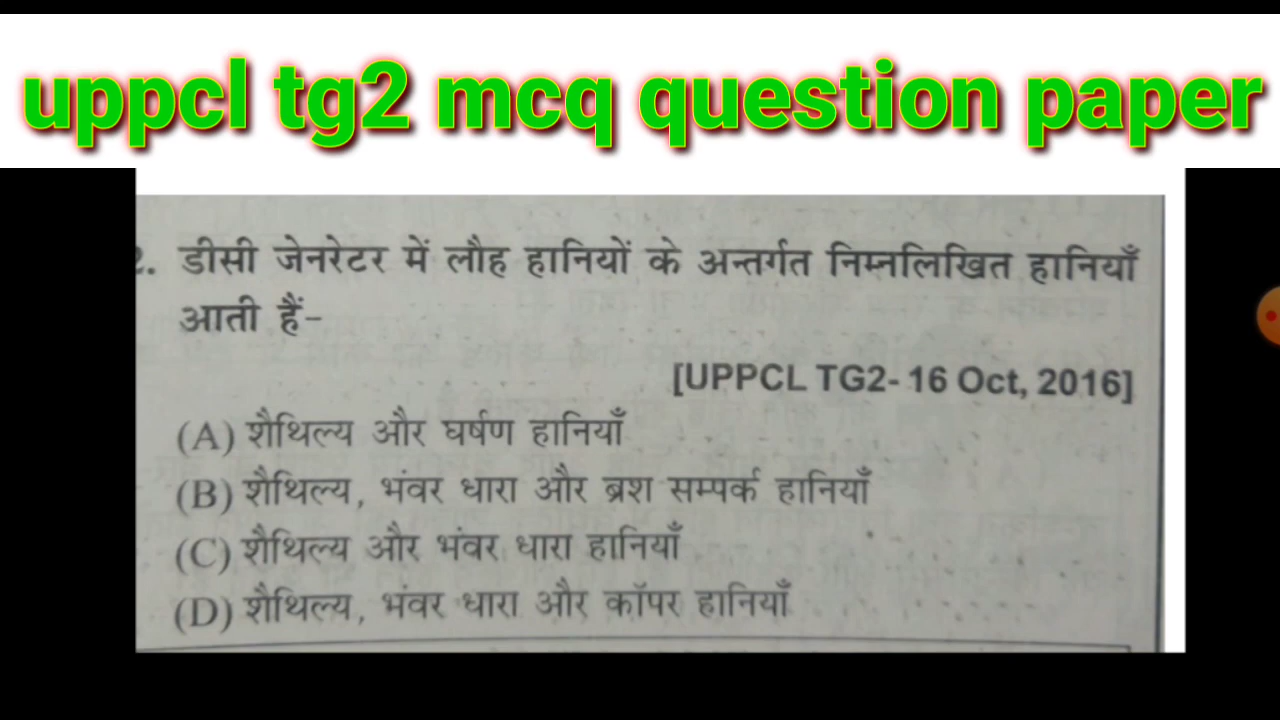 uppcl tg2 mcq question paper
2. डीसी जेनरेटर में लौह हानियों के अन्तर्गत निम्नलिखित हानियाँ
आती हैं-
[UPPCL TG2- 16 Oct, 2016]
(A) शैथिल्य और घर्षण हानियाँ
(B) शैथिल्य, भंवर धारा और ब्रश सम्पर्क हानियाँ
(C) शैथिल्य और भंवर धारा हानियाँ
(D) शैथिल्य, भंवर धारा और कॉपर हानियाँ